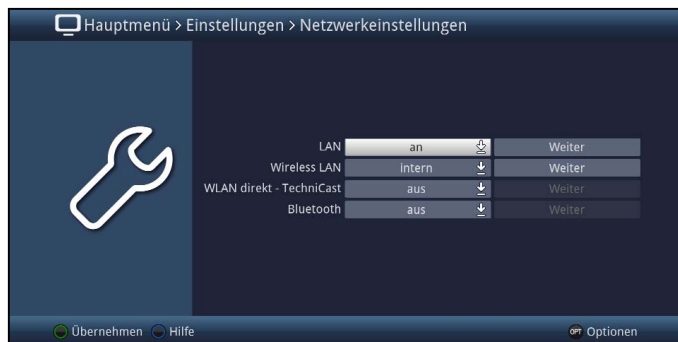 Hauptmenü > Einstellungen > Netzwerkeinstellungen
LAN an Weiter
Wireless LAN intern Weiter
WLAN direkt - TechniCast aus Weiter
Bluetooth aus Weiter
Übernehmen Hilfe OPT Optionen